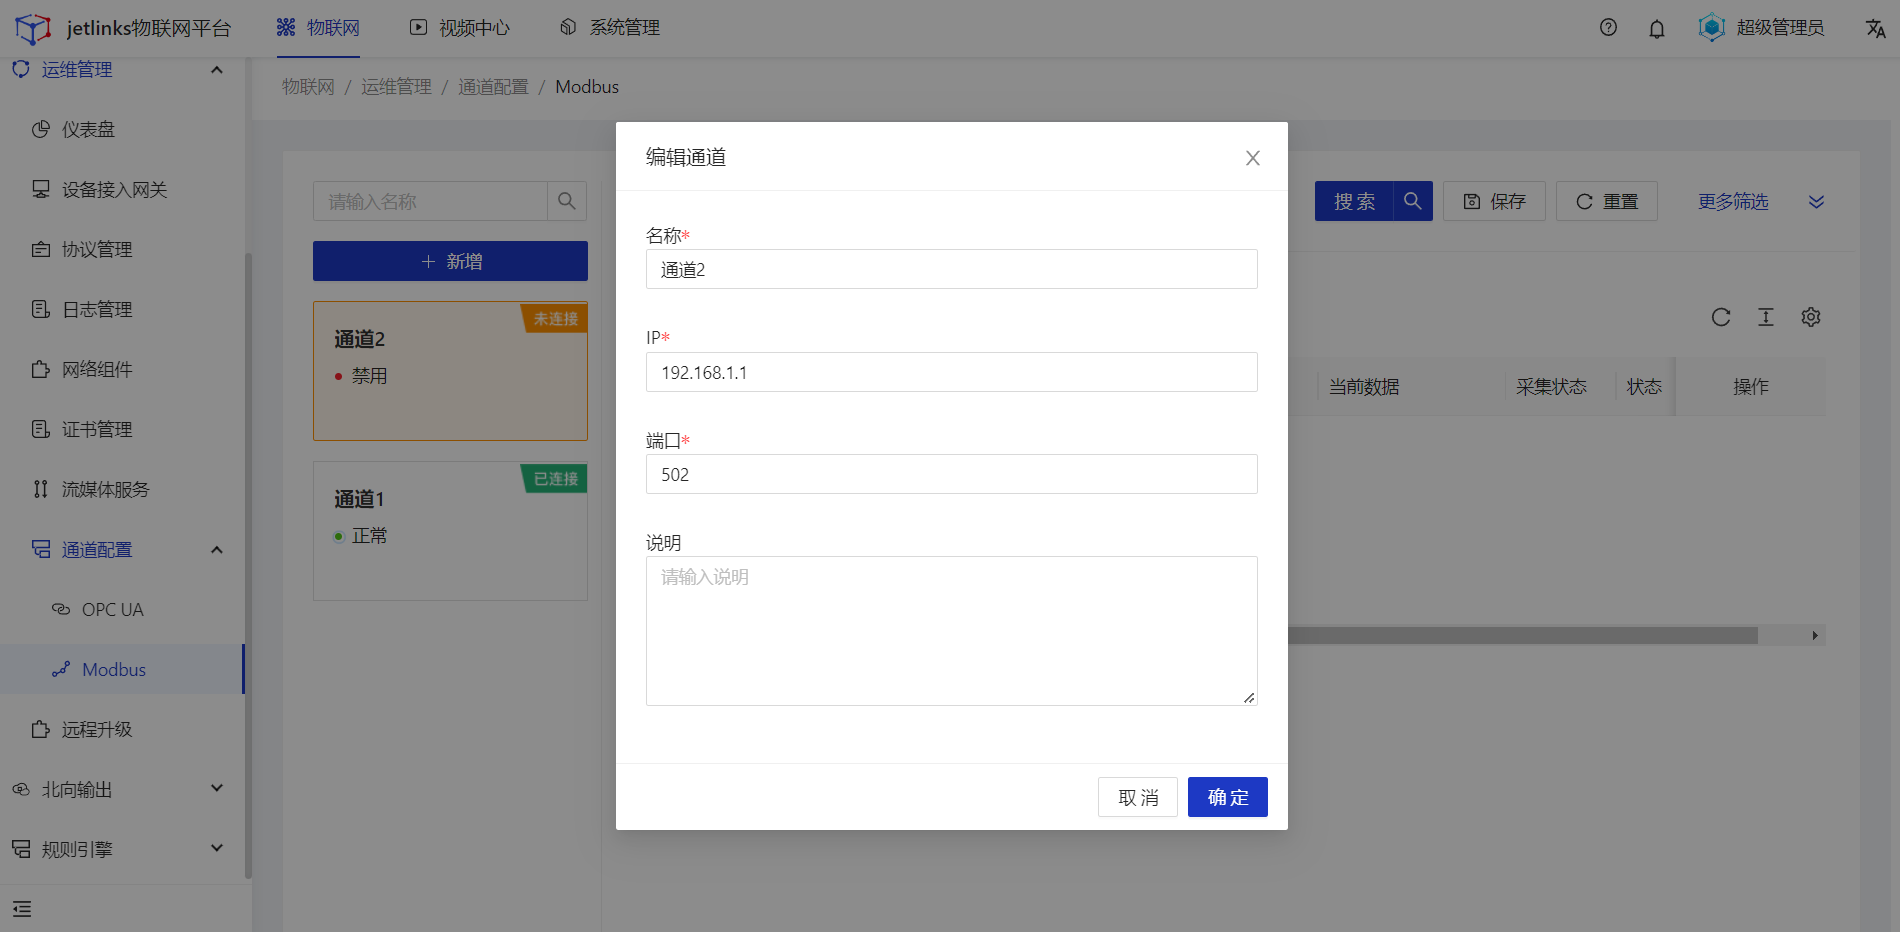 jetlinks物联网平台
物联网
视频中心
系统管理
超级管理员
运维管理
仪表盘
设备接入网关
协议管理
日志管理
网络组件
证书管理
流媒体服务
通道配置
OPC UA
Modbus
远程升级
北向输出
规则引擎
物联网 / 运维管理 / 通道配置 / Modbus
请输入名称
新增
未连接
通道2
禁用
已连接
通道1
正常
搜索
保存
重置
更多筛选
当前数据
采集状态
状态
操作
编辑通道
名称*
通道2
IP*
192.168.1.1
端口*
502
说明
请输入说明
取消
确定